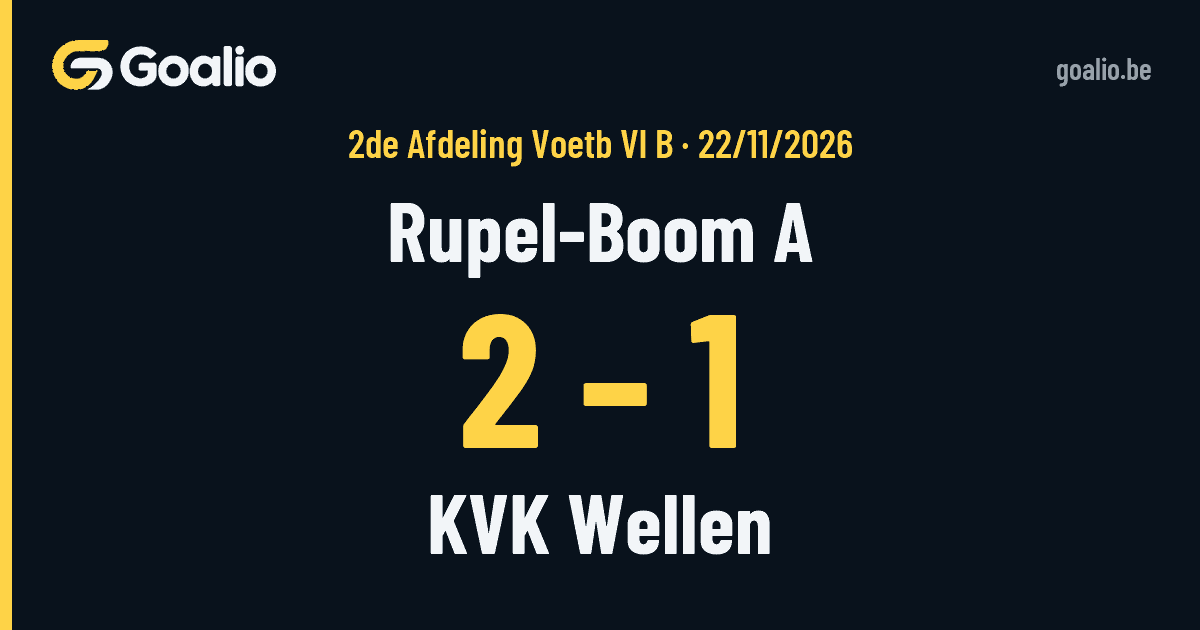 Goalio
goalio.be
2de Afdeling Voetb Vl B · 22/11/2026
Rupel-Boom A
2 – 1
KVK Wellen